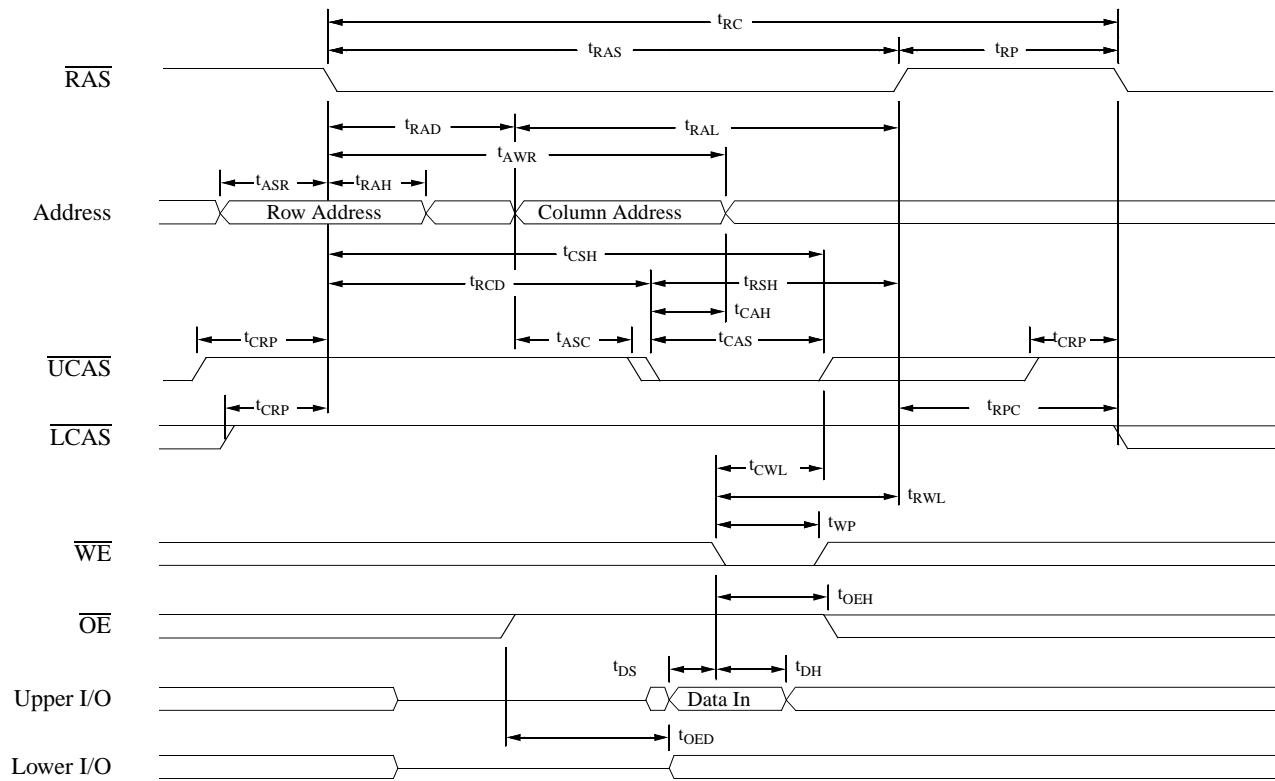 tRC
tRAS tRP
RAS
tRAD tRAL
tAWR
tASR tRAH
Address Row Address Column Address
tCSH
tRCD tRSH
tCAH
tCRP tASC tCAS tCRP
UCAS
tCRP tRPC
LCAS
tCWL
tRWL
tWP
WE
tOEH
OE
tDS tDH
Upper I/O Data In
tOED
Lower I/O